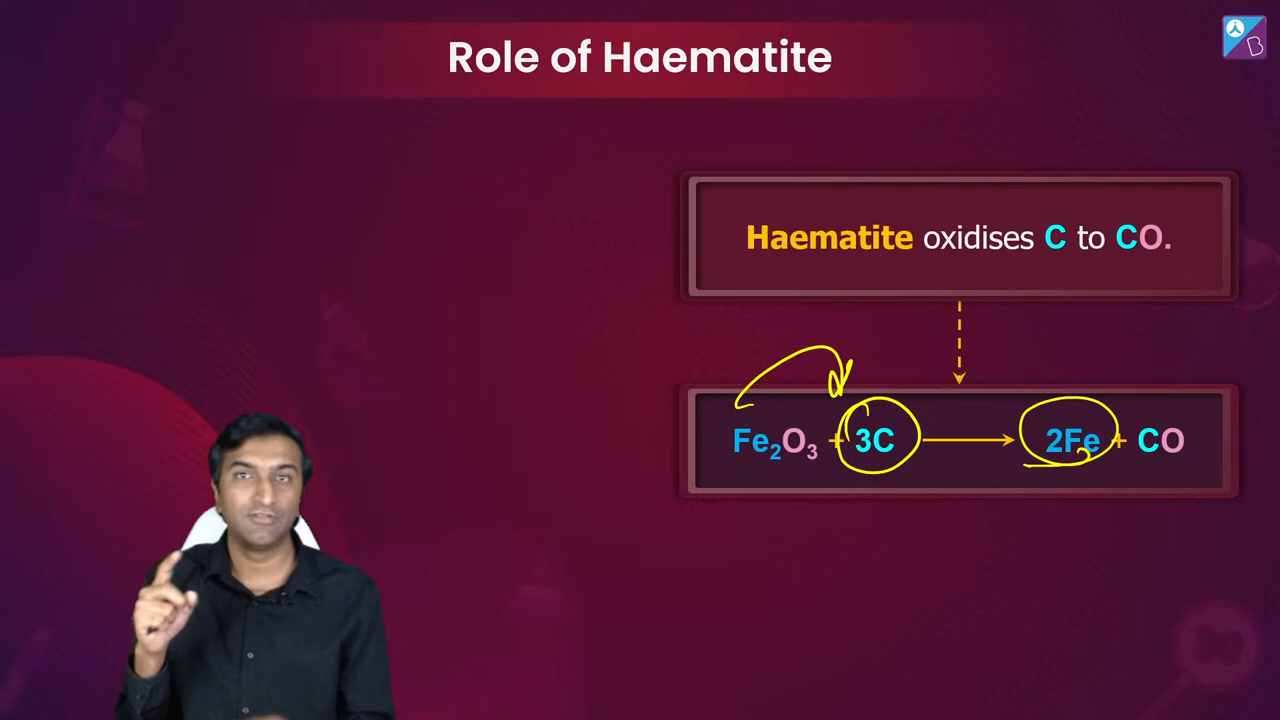 Role of Haematite
Haematite oxidises C to CO.
Fe₂O₃ + 3C ⟶ 2Fe + CO
B